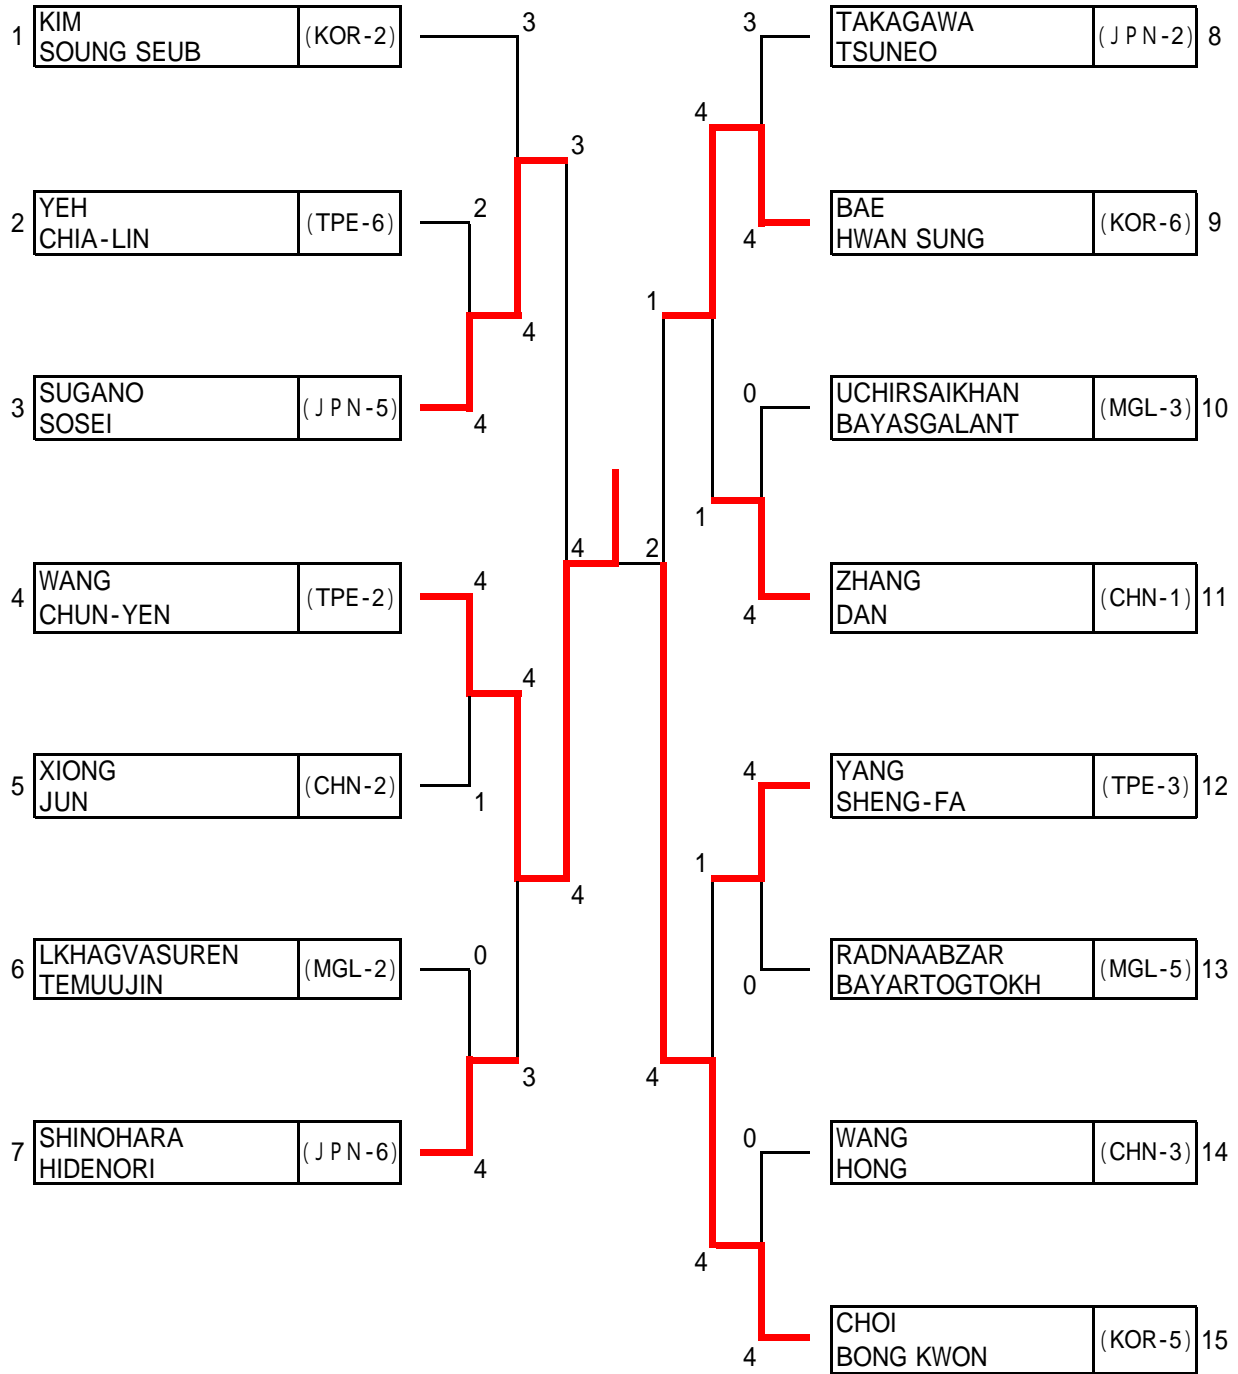 1 KIM SOUNG SEUB (KOR-2) 3
3
2 YEH CHIA-LIN (TPE-6) 2
4
3 SUGANO SOSEI (JPN-5) 4
4 2
4 WANG CHUN-YEN (TPE-2) 4
4
5 XIONG JUN (CHN-2) 1
4
6 LKHAGVASUREN TEMUUJIN (MGL-2) 0
3
7 SHINOHARA HIDENORI (JPN-6) 4
3 TAKAGAWA TSUNEO (JPN-2) 8
4
4 BAE HWAN SUNG (KOR-6) 9
1
0 UCHIRSAIKHAN BAYASGALANT (MGL-3) 10
1
4 ZHANG DAN (CHN-1) 11
4 YANG SHENG-FA (TPE-3) 12
1
0 RADNAABZAR BAYARTOGTOKH (MGL-5) 13
4
0 WANG HONG (CHN-3) 14
4
4 CHOI BONG KWON (KOR-5) 15